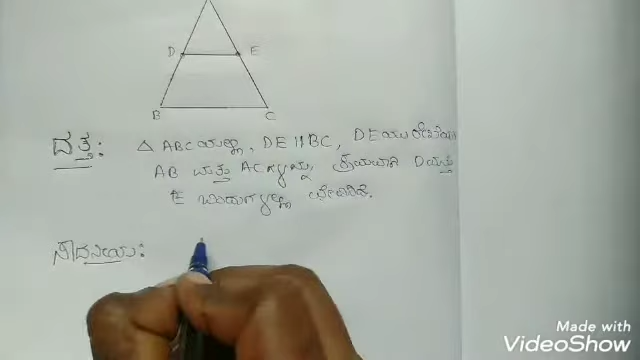 D E
B C
ದತ್ತ: △ ABC ಯಲ್ಲಿ, DE || BC, DE ಯು ರೇಖೆಯು
AB ಮತ್ತು AC ಗಳನ್ನು ಕ್ರಮವಾಗಿ D ಮತ್ತು
E ಬಿಂದುಗಳಲ್ಲಿ ಛೇದಿಸಿದೆ.
ಸಾಧನೀಯ:
Made with
VideoShow